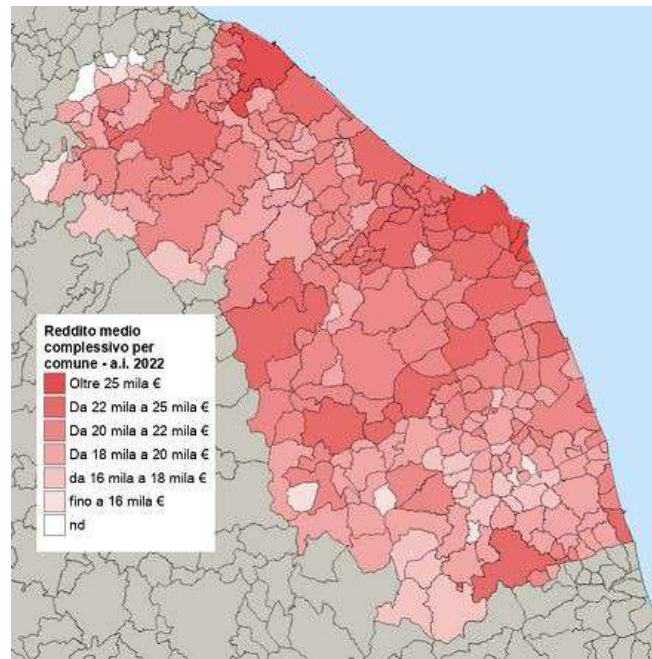 Reddito medio
complessivo per
comune - a.i. 2022
Oltre 25 mila €
Da 22 mila a 25 mila €
Da 20 mila a 22 mila €
Da 18 mila a 20 mila €
da 16 mila a 18 mila €
fino a 16 mila €
nd